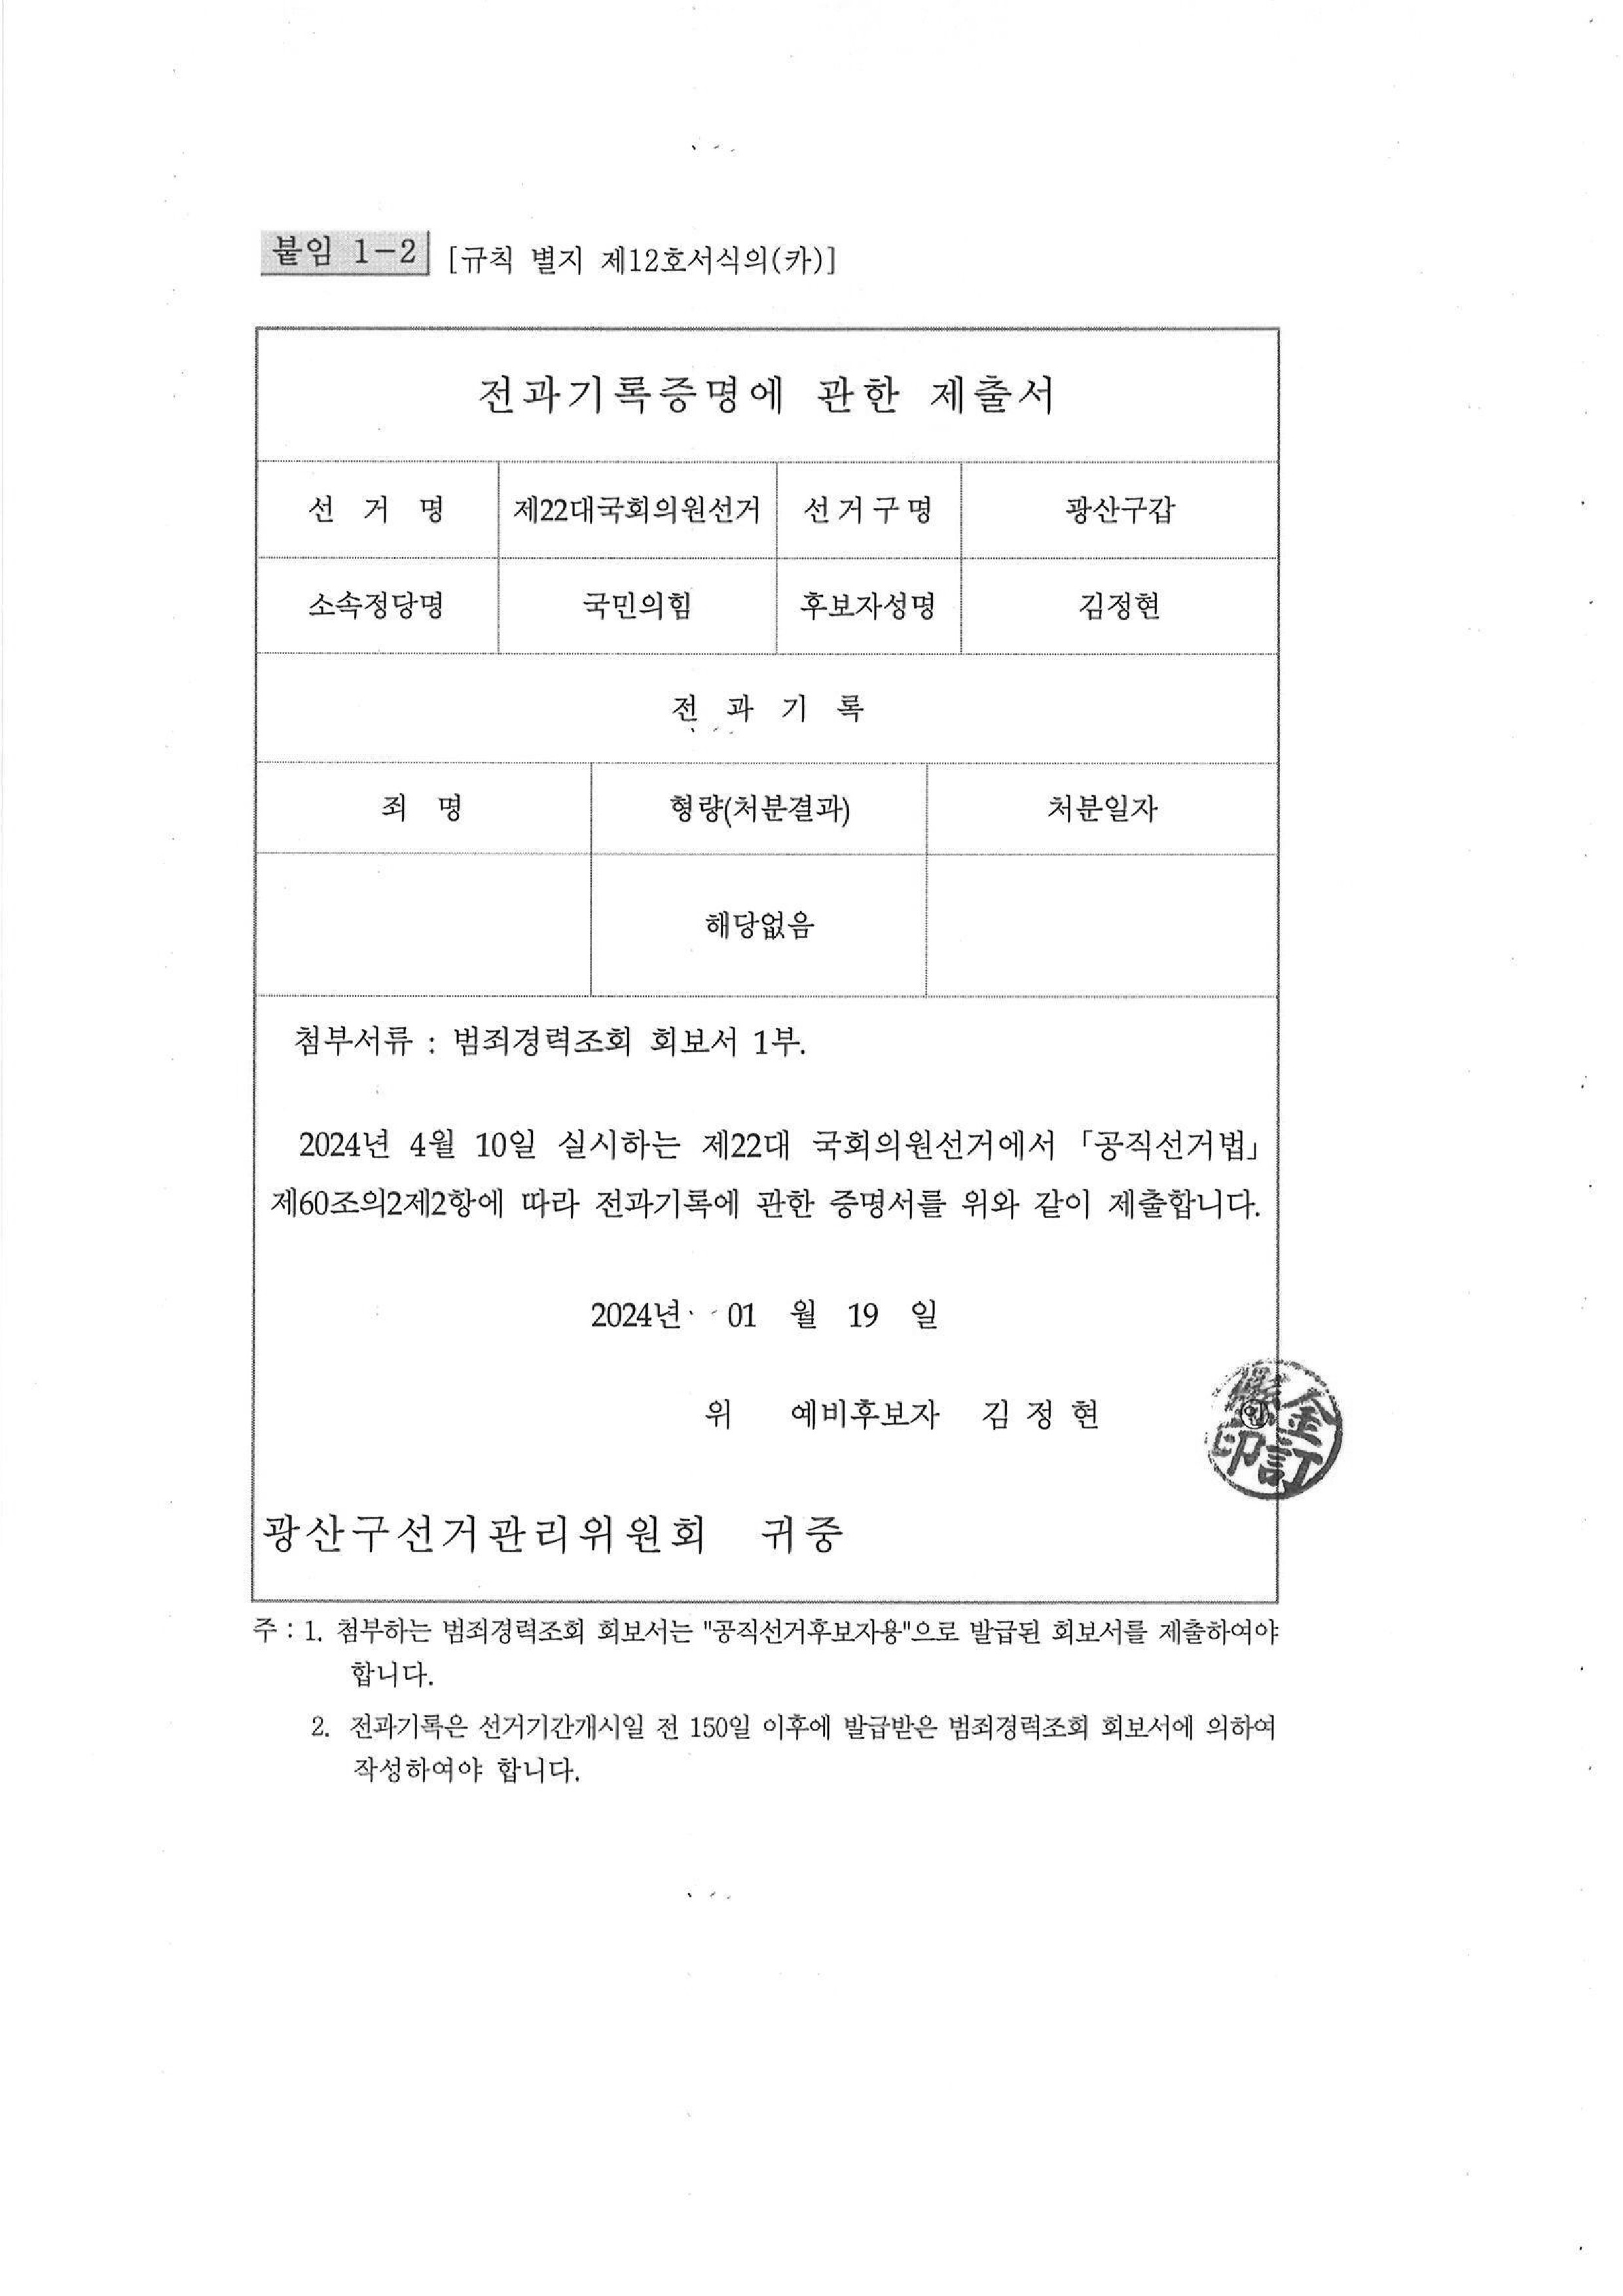 붙임 1-2 [규칙 별지 제12호서식의(카)]
전과기록증명에 관한 제출서
선 거 명 제22대국회의원선거 선거구명 광산구갑
소속정당명 국민의힘 후보자성명 김정현
전 과 기 록
죄 명 형량(처분결과) 처분일자
해당없음
첨부서류 : 범죄경력조회 회보서 1부.
2024년 4월 10일 실시하는 제22대 국회의원선거에서 「공직선거법」
제60조의2제2항에 따라 전과기록에 관한 증명서를 위와 같이 제출합니다.
2024년 01 월 19 일
위 예비후보자 김 정 현
金訂
印
광산구선거관리위원회 귀중
주 : 1. 첨부하는 범죄경력조회 회보서는 "공직선거후보자용"으로 발급된 회보서를 제출하여야
합니다.
2. 전과기록은 선거기간개시일 전 150일 이후에 발급받은 범죄경력조회 회보서에 의하여
작성하여야 합니다.